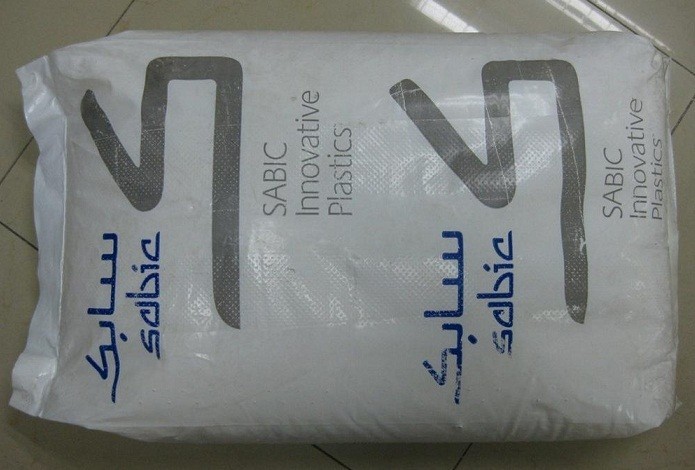 سابك
sabic
SABIC
Innovative
Plastics
سابك
sabic
SABIC
Innovative
Plastics